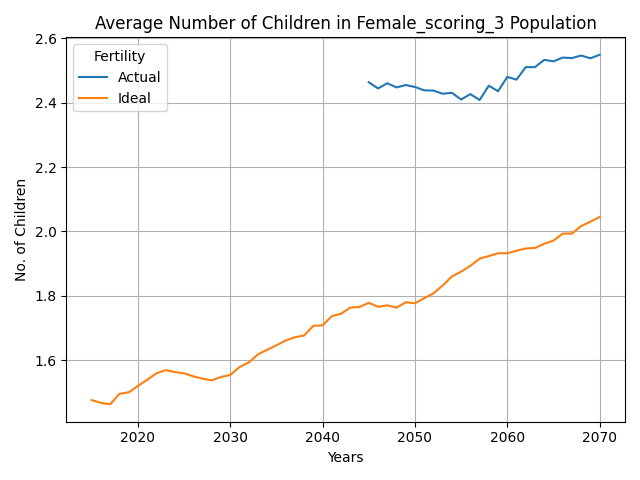 Average Number of Children in Female_scoring_3 Population
2.6
2.4
2.2
2.0
1.8
1.6
No. of Children
Fertility
Actual
Ideal
2020 2030 2040 2050 2060 2070
Years